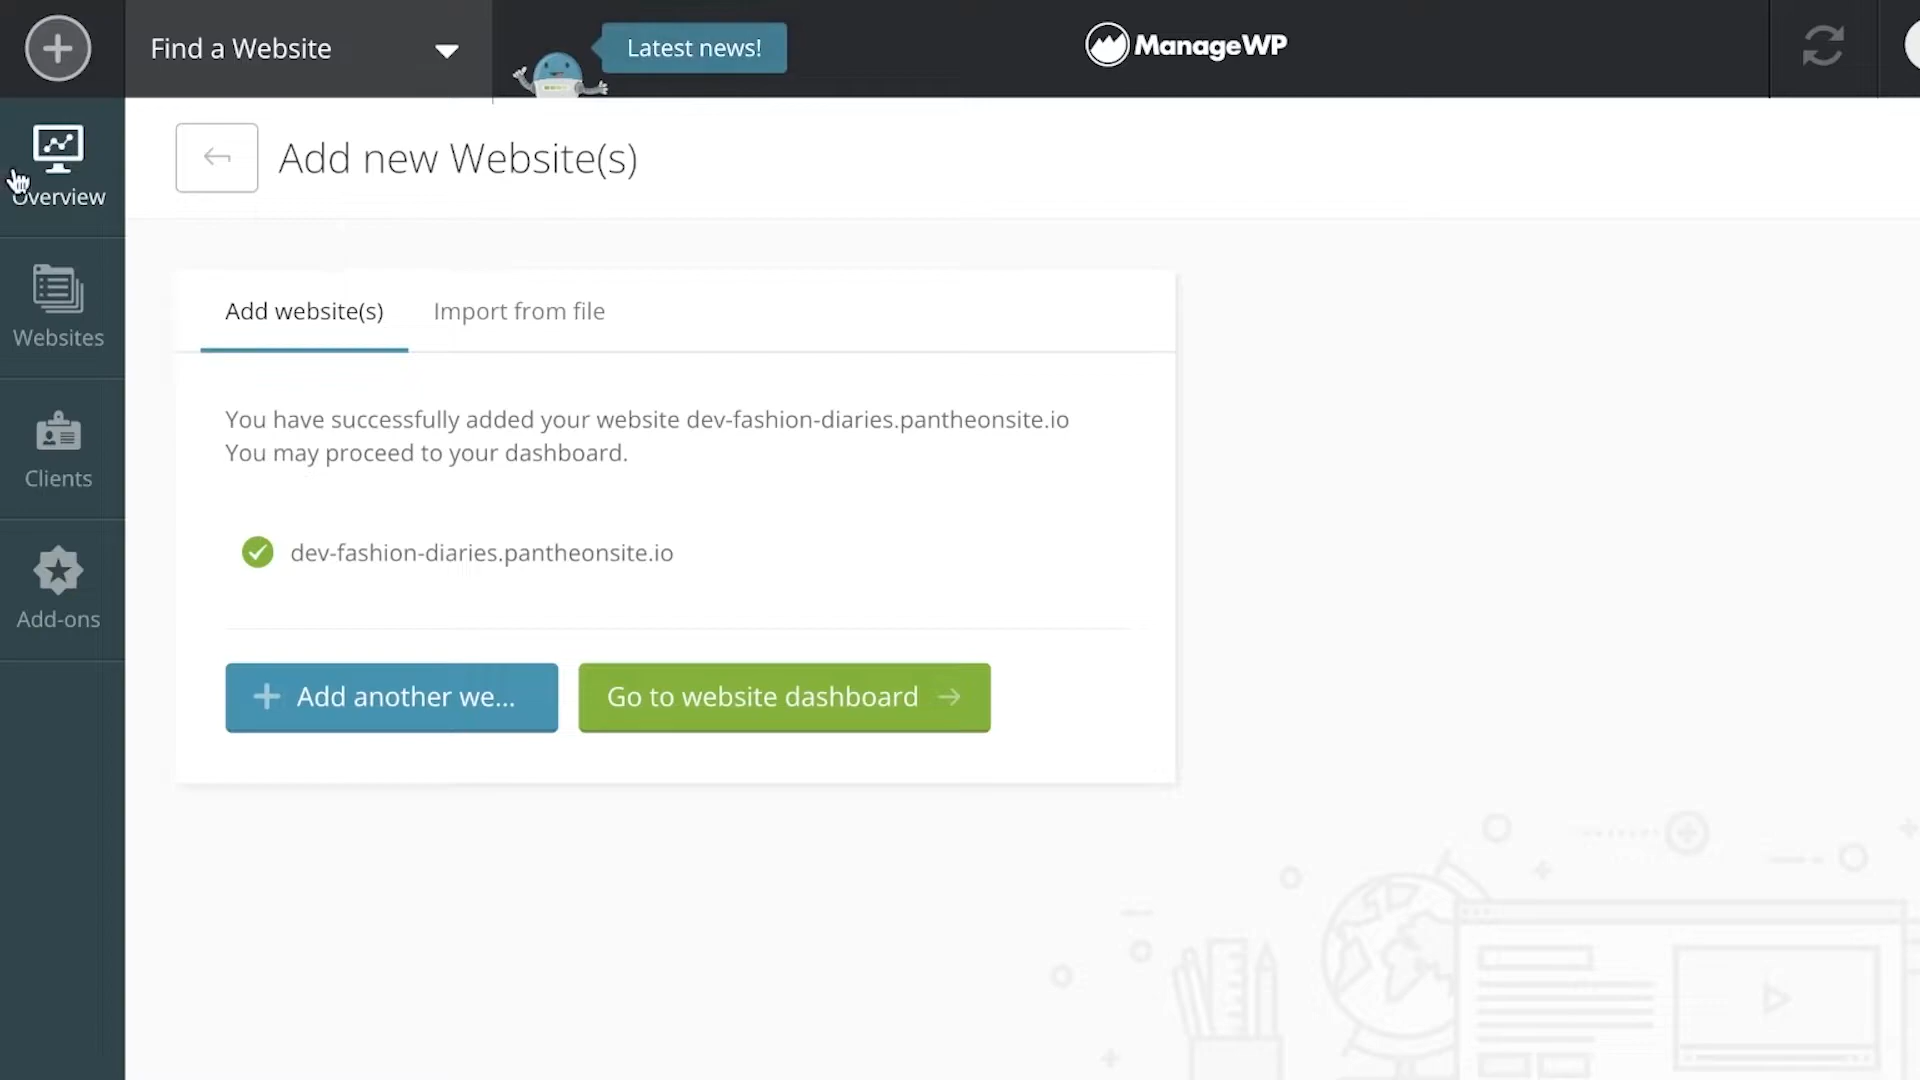 Find a Website
Latest news!
ManageWP
Overview
Websites
Clients
Add-ons
Add new Website(s)
Add website(s)
Import from file
You have successfully added your website dev-fashion-diaries.pantheonsite.io
You may proceed to your dashboard.
dev-fashion-diaries.pantheonsite.io
Add another we...
Go to website dashboard